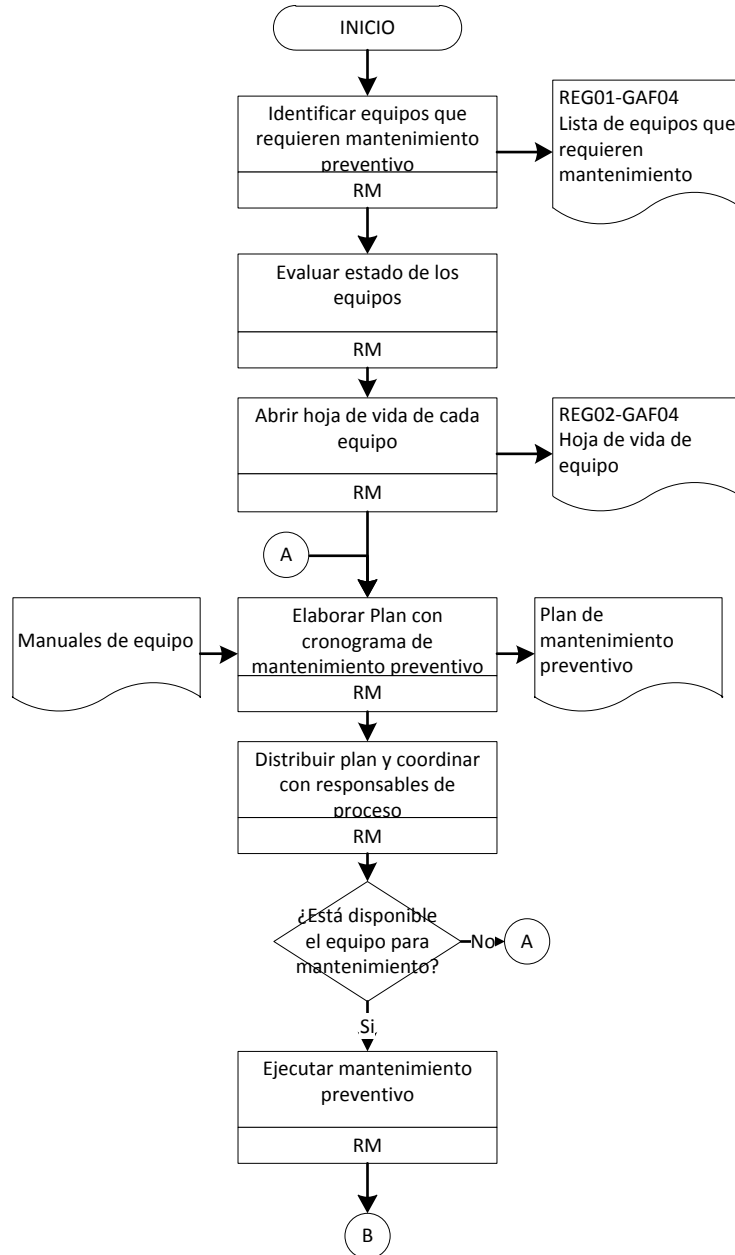 INICIO
Identificar equipos que
requieren mantenimiento
preventivo
RM
REG01-GAF04
Lista de equipos que
requieren
mantenimiento
Evaluar estado de los
equipos
RM
Abrir hoja de vida de cada
equipo
RM
REG02-GAF04
Hoja de vida de
equipo
A
Manuales de equipo
Elaborar Plan con
cronograma de
mantenimiento preventivo
RM
Plan de
mantenimiento
preventivo
Distribuir plan y coordinar
con responsables de
proceso
RM
¿Está disponible
el equipo para
mantenimiento?
No
A
Si
Ejecutar mantenimiento
preventivo
RM
B